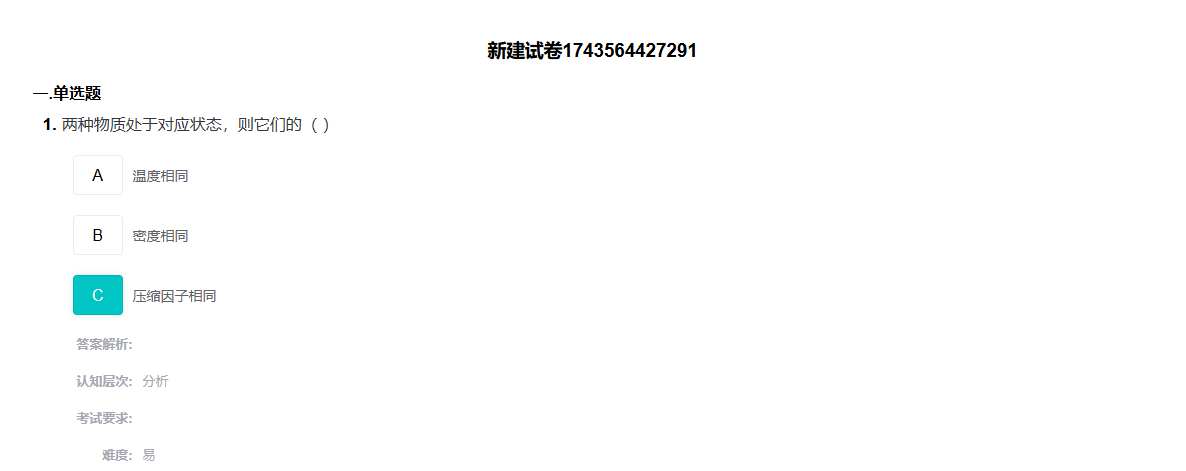 新建试卷1743564427291
一.单选题
1. 两种物质处于对应状态，则它们的（ ）
A 温度相同
B 密度相同
C 压缩因子相同
答案解析:
认知层次: 分析
考试要求:
难度: 易